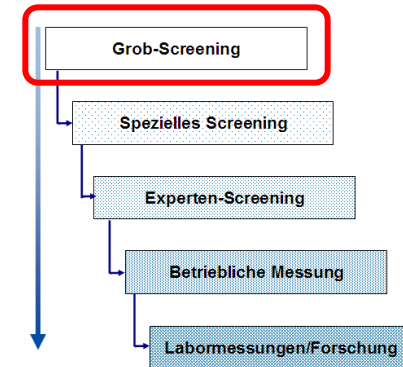 Grob-Screening
Spezielles Screening
Experten-Screening
Betriebliche Messung
Labormessungen/Forschung